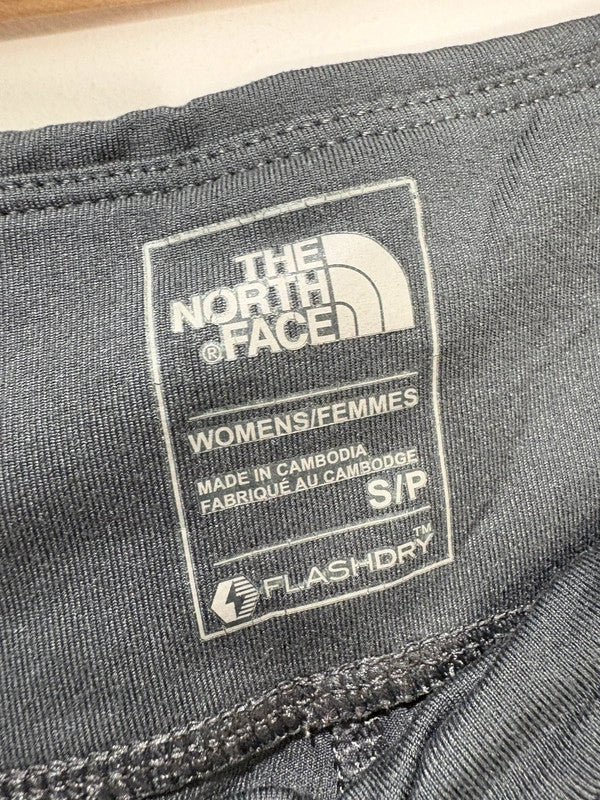 THE
NORTH
®FACE
WOMENS/FEMMES
MADE IN CAMBODIA
FABRIQUÉ AU CAMBODGE
S/P
FLASHDRY™